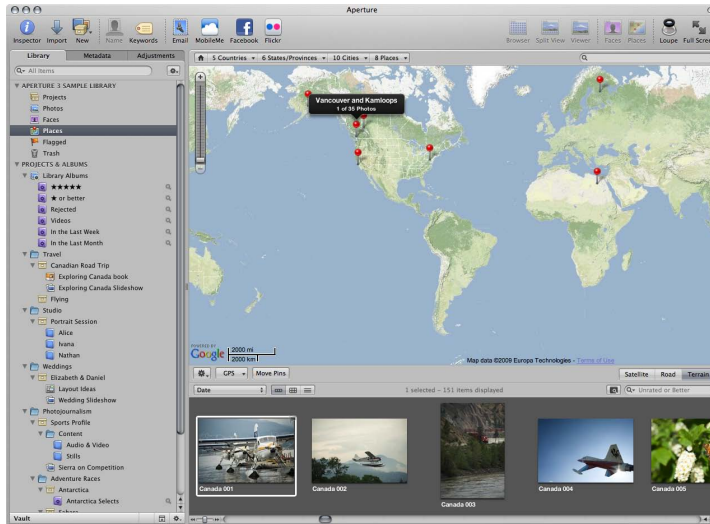 Aperture
Inspector Import New Name Keywords Email MobileMe Facebook Flickr Browser Split View Viewer Faces Places Loupe Full Scre
Library Metadata Adjustments
All Items
5 Countries 6 States/Provinces 10 Cities 8 Places
APERTURE 3 SAMPLE LIBRARY
Projects
Photos
Faces
Places
Flagged
Trash
PROJECTS & ALBUMS
Library Albums
★★★★★
★ or better
Rejected
Videos
In the Last Week
In the Last Month
Travel
Canadian Road Trip
Exploring Canada book
Exploring Canada Slideshow
Flying
Studio
Portrait Session
Alice
Ivana
Nathan
Weddings
Elizabeth & Daniel
Layout Ideas
Wedding Slideshow
Photojournalism
Sports Profile
Content
Audio & Video
Stills
Sierra on Competition
Adventure Races
Antarctica
Antarctica Selects
Vault
Vancouver and Kamloops
1 of 35 Photos
POWERED BY
Google
2000 mi
2000 km
Map data ©2009 Europa Technologies - Terms of Use
GPS Move Pins Satellite Road Terrain
Date 1 selected - 151 items displayed Unrated or Better
Canada 001
Canada 002
Canada 003
Canada 004
Canada 005